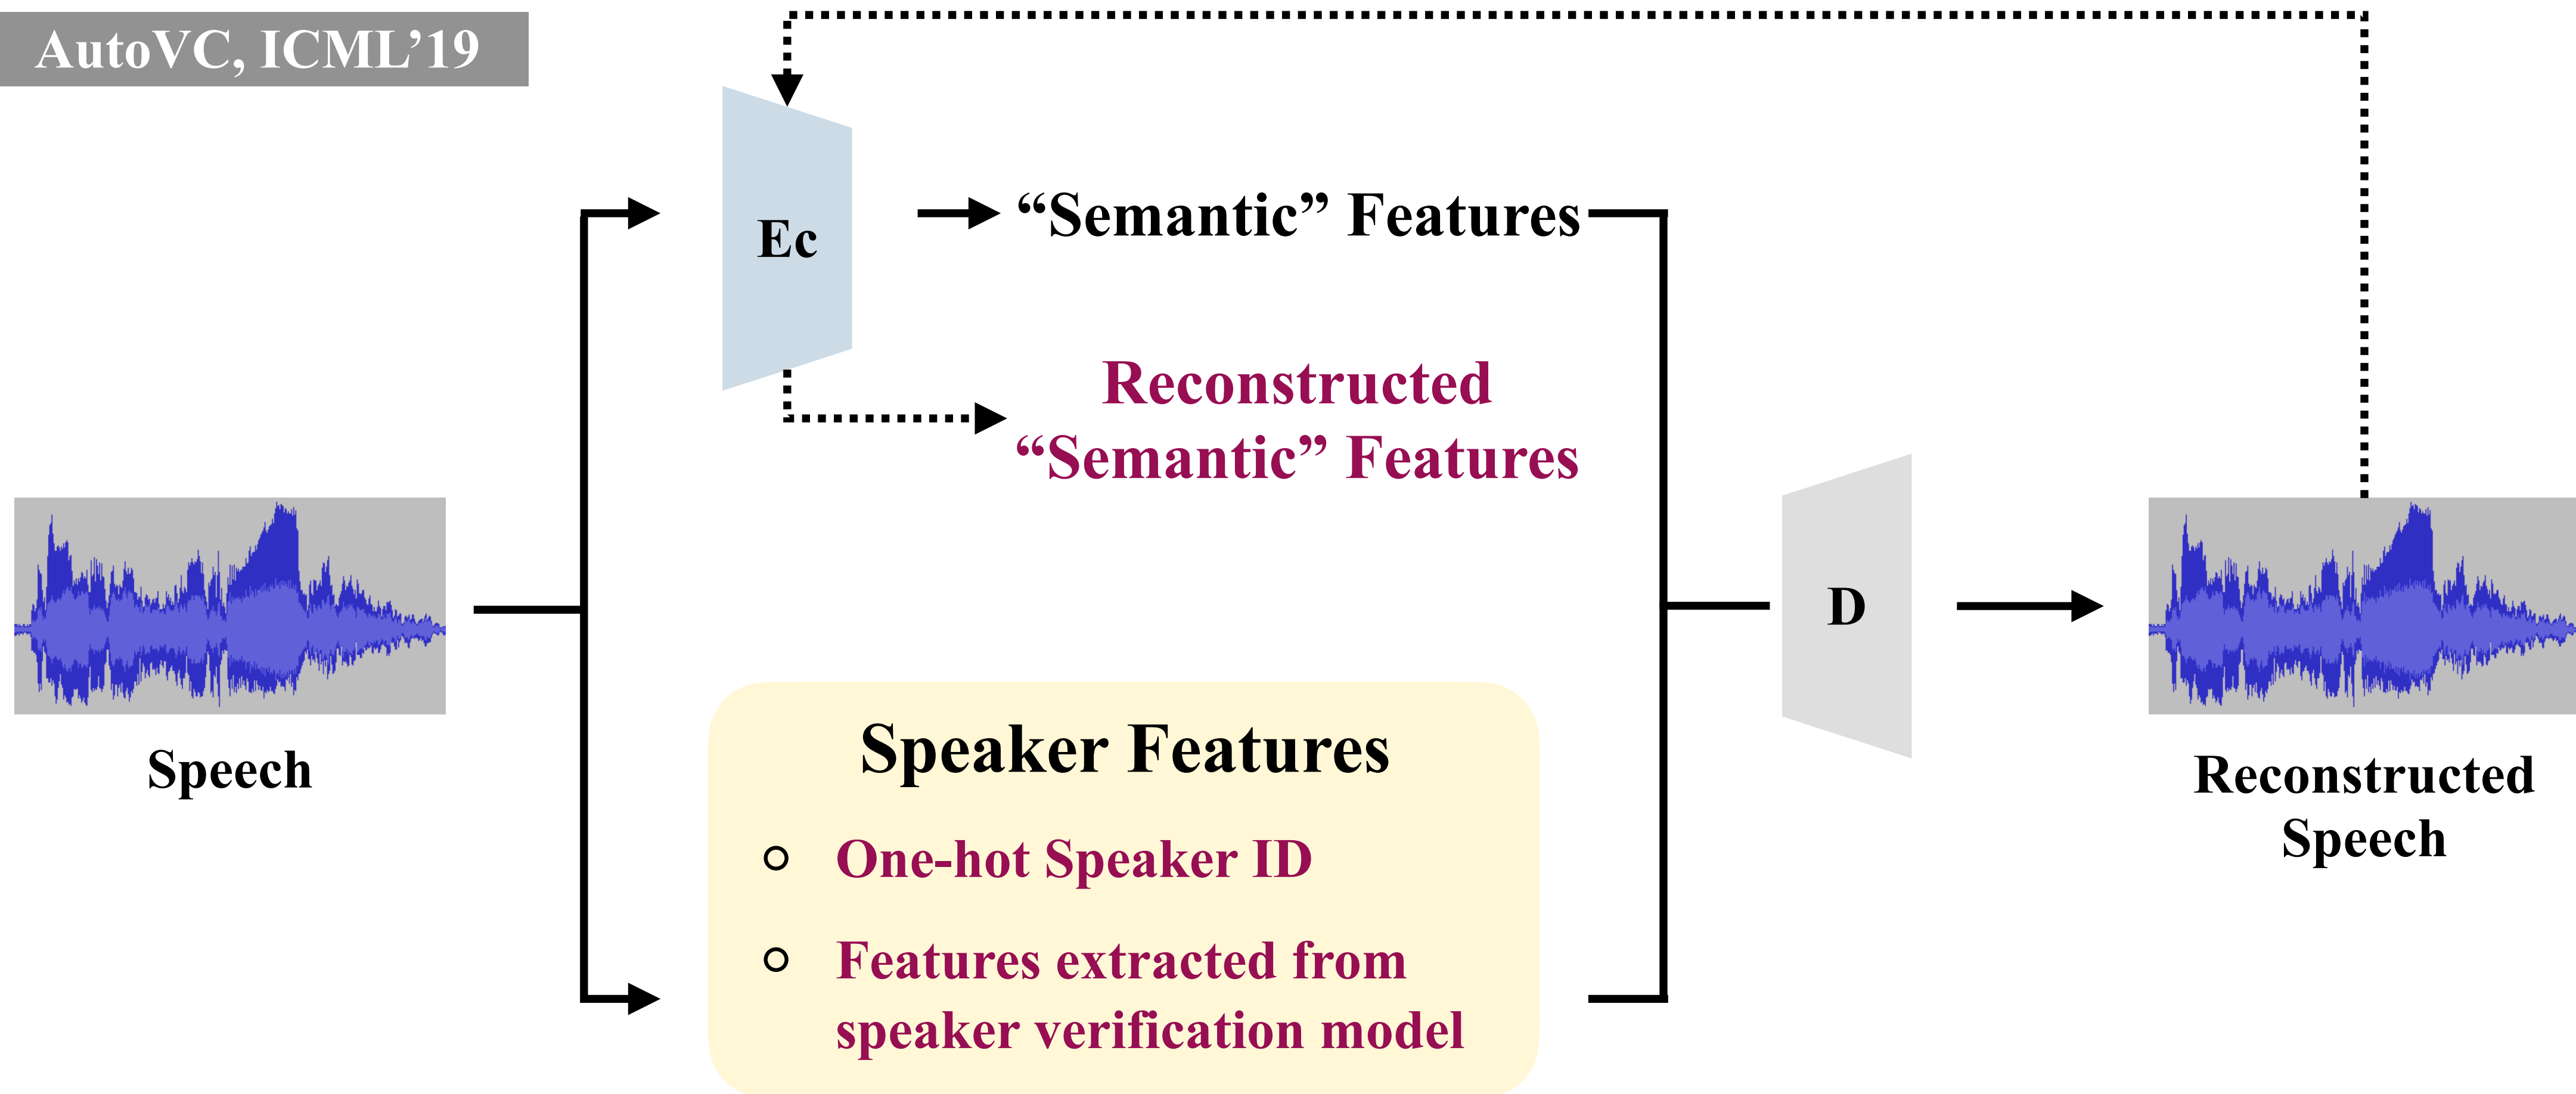 AutoVC, ICML’19
Ec
“Semantic” Features
Reconstructed
“Semantic” Features
Speech
Speaker Features
One-hot Speaker ID
Features extracted from
speaker verification model
D
Reconstructed
Speech